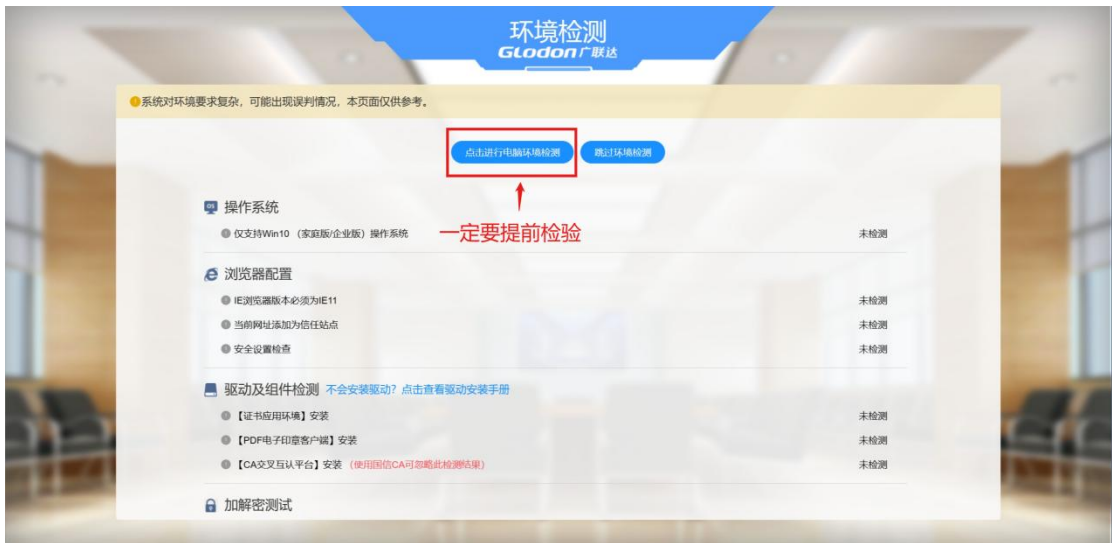 环境检测
GLodon广联达
系统对环境要求复杂，可能出现误判情况，本页面仅供参考。
点击进行电脑环境检测 跳过环境检测
一定要提前检验
操作系统
仅支持Win10 （家庭版/企业版）操作系统 未检测
浏览器配置
IE浏览器版本必须为IE11 未检测
当前网址添加为信任站点 未检测
安全设置检查 未检测
驱动及组件检测 不会安装驱动？点击查看驱动安装手册
【证书应用环境】安装 未检测
【PDF电子印章客户端】安装 未检测
【CA交叉互认平台】安装 （使用国信CA可忽略此检测结果） 未检测
加解密测试